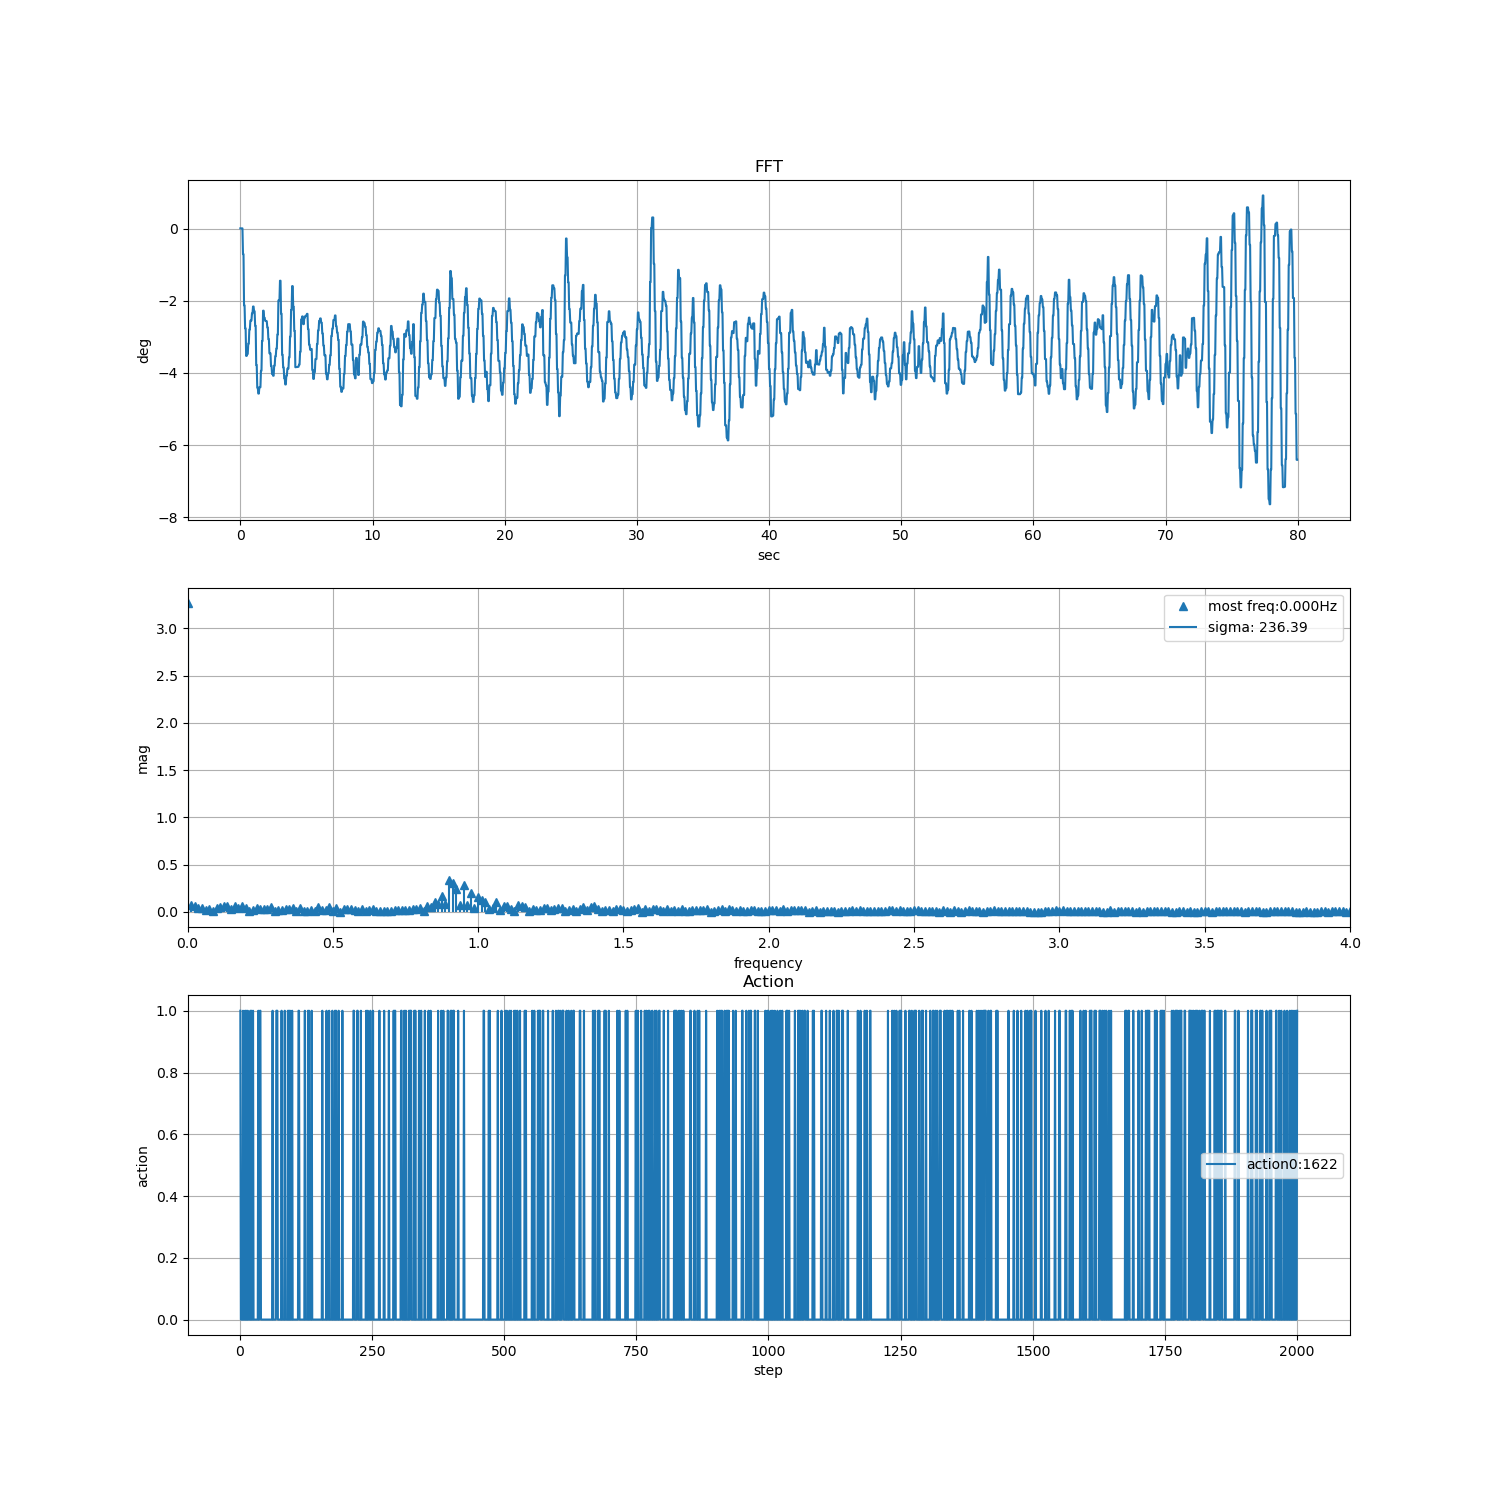 FFT
deg
0
−2
−4
−6
−8
0 10 20 30 40 50 60 70 80
sec
mag
3.0
2.5
2.0
1.5
1.0
0.5
0.0
most freq:0.000Hz
sigma: 236.39
0.0 0.5 1.0 1.5 2.0 2.5 3.0 3.5 4.0
frequency
Action
action
1.0
0.8
0.6
0.4
0.2
0.0
action0:1622
0 250 500 750 1000 1250 1500 1750 2000
step